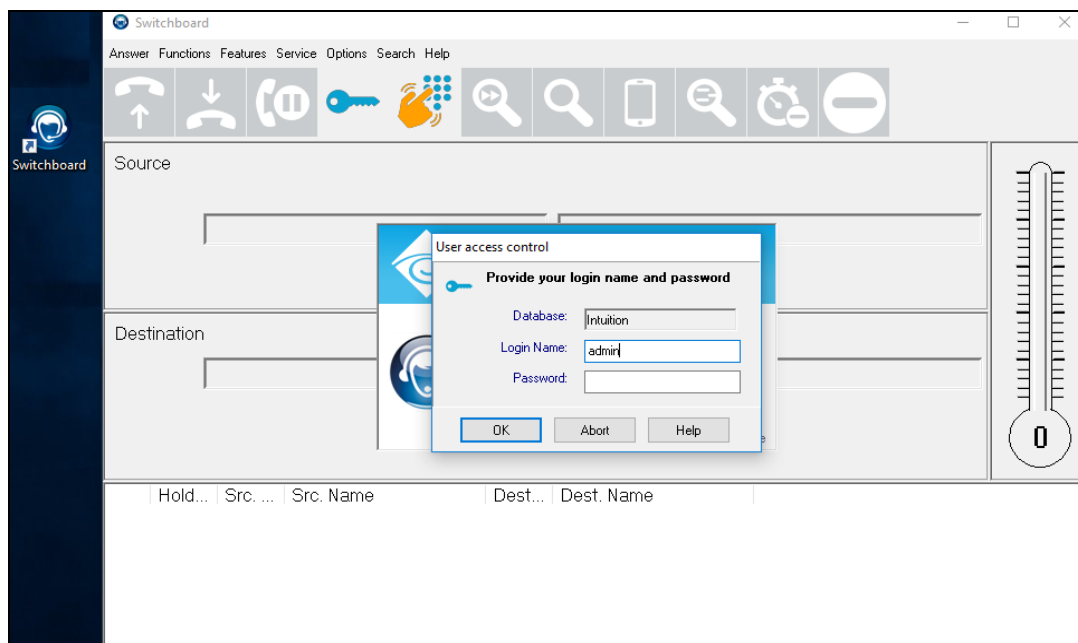 Switchboard
Answer Functions Features Service Options Search Help
Switchboard
Source
User access control
Provide your login name and password
Database: Intuition
Login Name: admin
Password:
OK Abort Help
Destination
0
Hold... Src. ... Src. Name Dest... Dest. Name